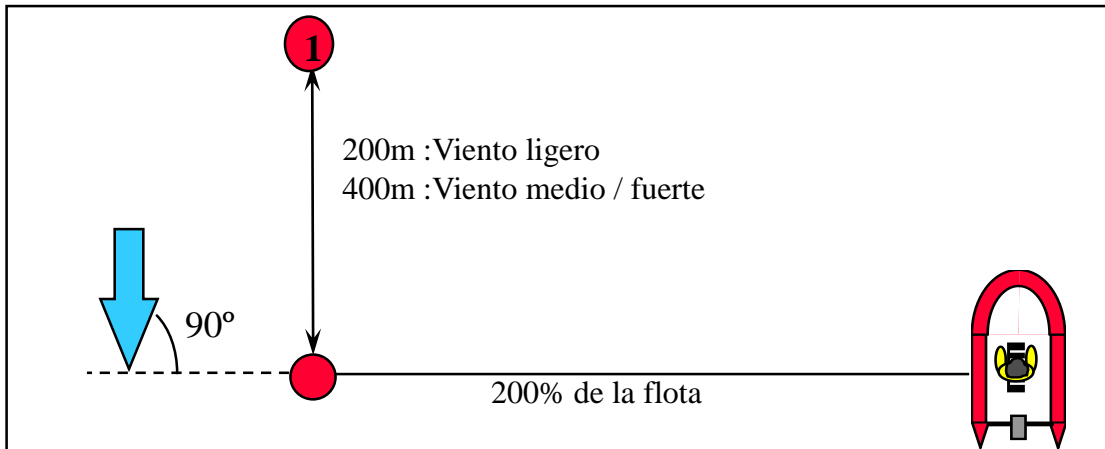 1
200m :Viento ligero
400m :Viento medio / fuerte
90º
200% de la flota